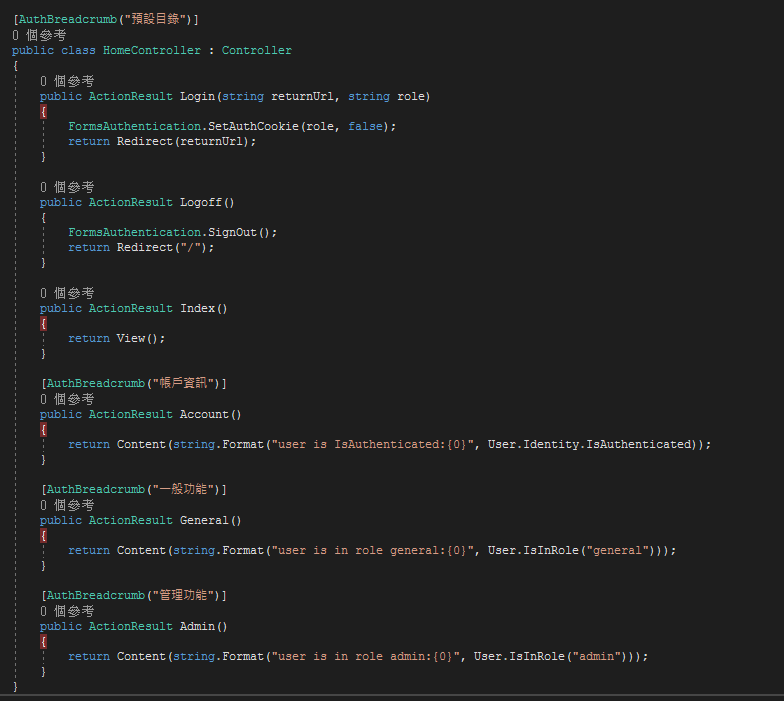 [AuthBreadcrumb("預設目錄")]
0 個參考
public class HomeController : Controller
{
0 個參考
public ActionResult Login(string returnUrl, string role)
{
FormsAuthentication.SetAuthCookie(role, false);
return Redirect(returnUrl);
}
0 個參考
public ActionResult Logoff()
{
FormsAuthentication.SignOut();
return Redirect("/");
}
0 個參考
public ActionResult Index()
{
return View();
}
[AuthBreadcrumb("帳戶資訊")]
0 個參考
public ActionResult Account()
{
return Content(string.Format("user is IsAuthenticated:{0}", User.Identity.IsAuthenticated));
}
[AuthBreadcrumb("一般功能")]
0 個參考
public ActionResult General()
{
return Content(string.Format("user is in role general:{0}", User.IsInRole("general")));
}
[AuthBreadcrumb("管理功能")]
0 個參考
public ActionResult Admin()
{
return Content(string.Format("user is in role admin:{0}", User.IsInRole("admin")));
}
}